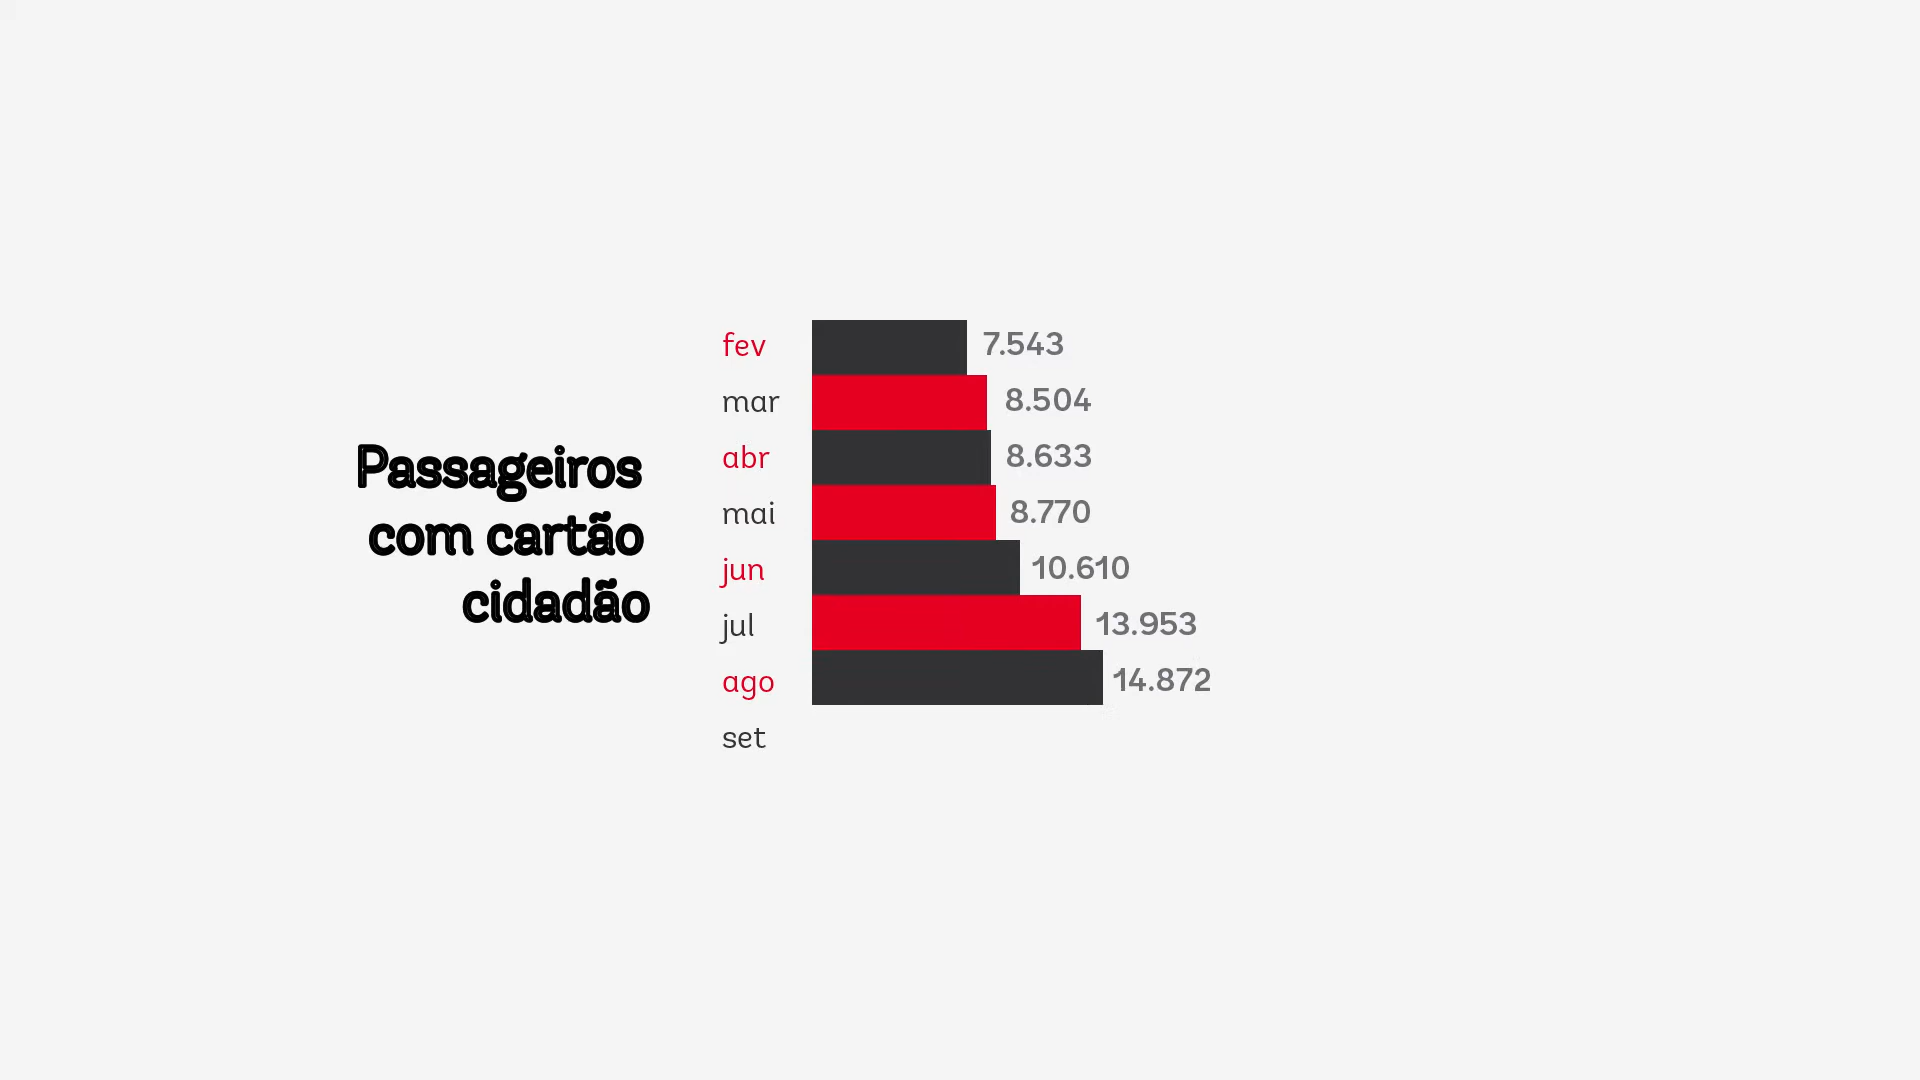 Passageiros
com cartão
cidadão
fev 7.543
mar 8.504
abr 8.633
mai 8.770
jun 10.610
jul 13.953
ago 14.872
set